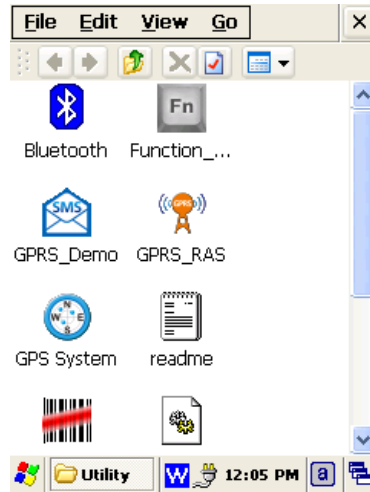 File Edit View Go
Fn
Bluetooth Function_...
SMS
((GPRS))
GPRS_Demo GPRS_RAS
N
W E
S
GPS System readme
Utility W 12:05 PM a